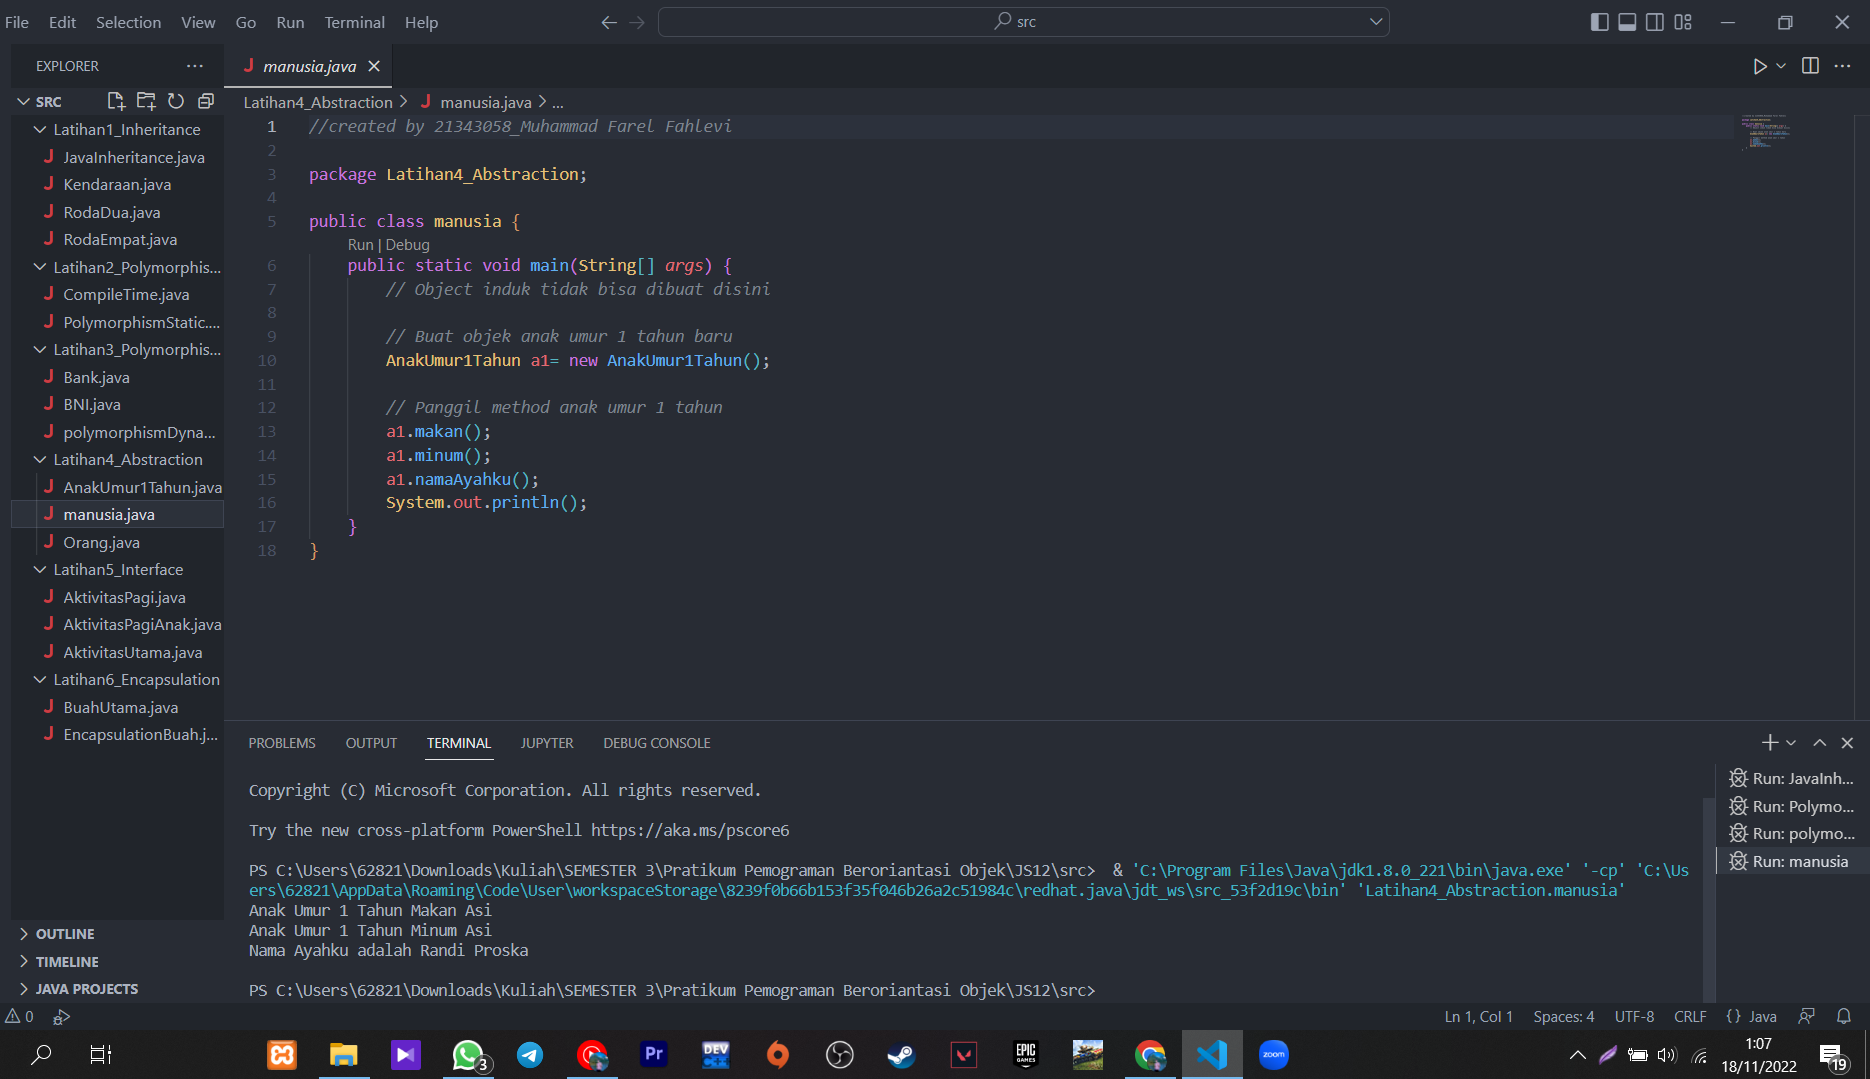 File Edit Selection View Go Run Terminal Help
src
EXPLORER
manusia.java
SRC
Latihan1_Inheritance
JavaInheritance.java
Kendaraan.java
RodaDua.java
RodaEmpat.java
Latihan2_Polymorphis...
CompileTime.java
PolymorphismStatic....
Latihan3_Polymorphis...
Bank.java
BNI.java
polymorphismDyna...
Latihan4_Abstraction
AnakUmur1Tahun.java
manusia.java
Orang.java
Latihan5_Interface
AktivitasPagi.java
AktivitasPagiAnak.java
AktivitasUtama.java
Latihan6_Encapsulation
BuahUtama.java
EncapsulationBuah.j...
OUTLINE
TIMELINE
JAVA PROJECTS
Latihan4_Abstraction > manusia.java > ...
1 //created by 21343058_Muhammad Farel Fahlevi
2
3 package Latihan4_Abstraction;
4
5 public class manusia {
Run | Debug
6 public static void main(String[] args) {
7 // Object induk tidak bisa dibuat disini
8
9 // Buat objek anak umur 1 tahun baru
10 AnakUmur1Tahun a1= new AnakUmur1Tahun();
11
12 // Panggil method anak umur 1 tahun
13 a1.makan();
14 a1.minum();
15 a1.namaAyahku();
16 System.out.println();
17 }
18 }
PROBLEMS OUTPUT TERMINAL JUPYTER DEBUG CONSOLE
Copyright (C) Microsoft Corporation. All rights reserved.
Try the new cross-platform PowerShell https://aka.ms/pscore6
PS C:\Users\62821\Downloads\Kuliah\SEMESTER 3\Pratikum Pemograman Beroriantasi Objek\JS12\src>  & 'C:\Program Files\Java\jdk1.8.0_221\bin\java.exe' '-cp' 'C:\Us
ers\62821\AppData\Roaming\Code\User\workspaceStorage\8239f0b66b153f35f046b26a2c51984c\redhat.java\jdt_ws\src_53f2d19c\bin' 'Latihan4_Abstraction.manusia'
Anak Umur 1 Tahun Makan Asi
Anak Umur 1 Tahun Minum Asi
Nama Ayahku adalah Randi Proska
PS C:\Users\62821\Downloads\Kuliah\SEMESTER 3\Pratikum Pemograman Beroriantasi Objek\JS12\src>
Run: JavaInh...
Run: Polymo...
Run: polymo...
Run: manusia
0
Ln 1, Col 1 Spaces: 4 UTF-8 CRLF {} Java
3
Pr
DEV C++
EPIC GAMES
zoom
1:07
18/11/2022
19